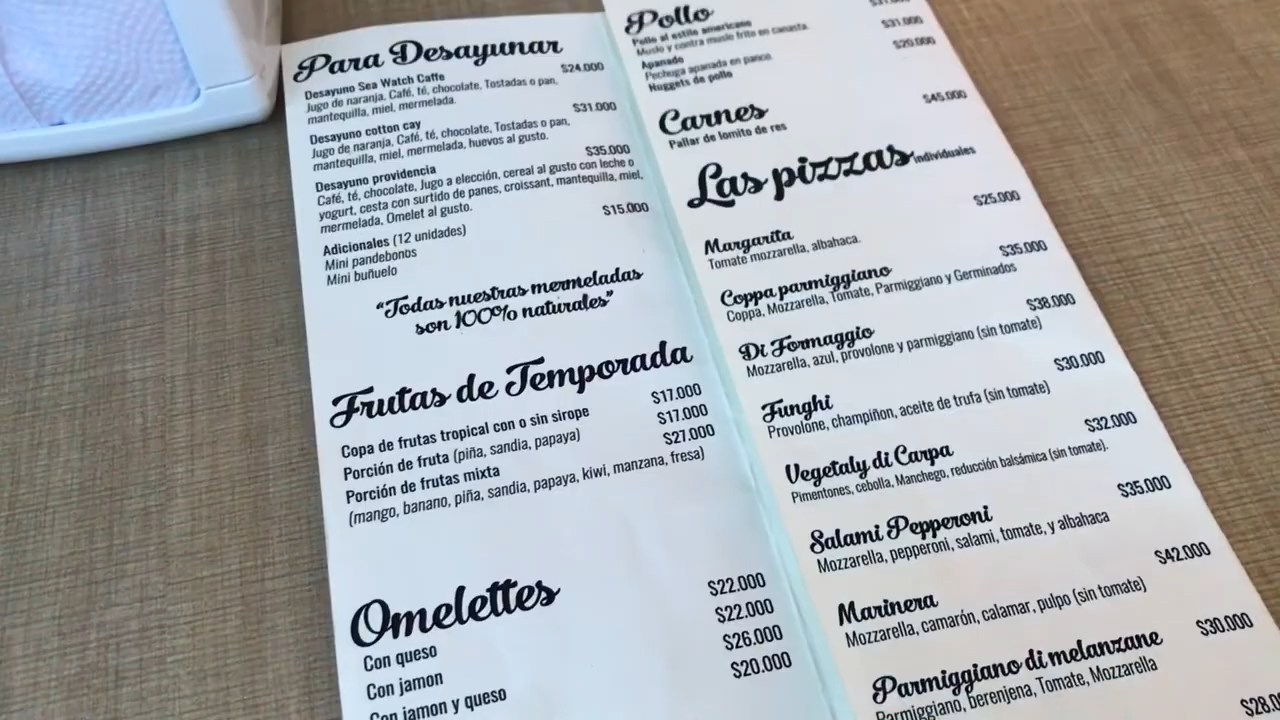 Para Desayunar
Desayuno Sea Watch Caffe $24.000
Jugo de naranja, Café, té, chocolate, Tostadas o pan,
mantequilla, miel, mermelada.
Desayuno cotton cay $31.000
Jugo de naranja, Café, té, chocolate, Tostadas o pan,
mantequilla, miel, mermelada, huevos al gusto.
Desayuno providencia $35.000
Café, té, chocolate, Jugo a elección, cereal al gusto con leche o
yogurt, cesta con surtido de panes, croissant, mantequilla, miel,
mermelada, Omelet al gusto.
Adicionales (12 unidades) $15.000
Mini pandebonos
Mini buñuelo
"Todas nuestras mermeladas
son 100% naturales"
Frutas de Temporada
Copa de frutas tropical con o sin sirope $17.000
Porción de fruta (piña, sandia, papaya) $17.000
Porción de frutas mixta $27.000
(mango, banano, piña, sandia, papaya, kiwi, manzana, fresa)
Omelettes
Con queso $22.000
Con jamon $22.000
Con jamon y queso $26.000
$20.000
Pollo
Pollo al estilo americano $31.000
Muslo y contra muslo frito en canasta.
Apanado $31.000
Pechuga apanada en panco.
Nuggets de pollo $20.000
Carnes
Pallar de lomito de res $45.000
Las pizzas individuales
Margarita $25.000
Tomate mozzarella, albahaca.
Coppa parmiggiano $35.000
Coppa, Mozzarella, Tomate, Parmiggiano y Germinados
Di Formaggio $38.000
Mozzarella, azul, provolone y parmiggiano (sin tomate)
Funghi $30.000
Provolone, champiñon, aceite de trufa (sin tomate)
Vegetaly di Carpa $32.000
Pimentones, cebolla, Manchego, reducción balsámica (sin tomate).
Salami Pepperoni $35.000
Mozzarella, pepperoni, salami, tomate, y albahaca
Marinera $42.000
Mozzarella, camarón, calamar, pulpo (sin tomate)
Parmiggiano di melanzane $30.000
Parmiggiano, berenjena, Tomate, Mozzarella